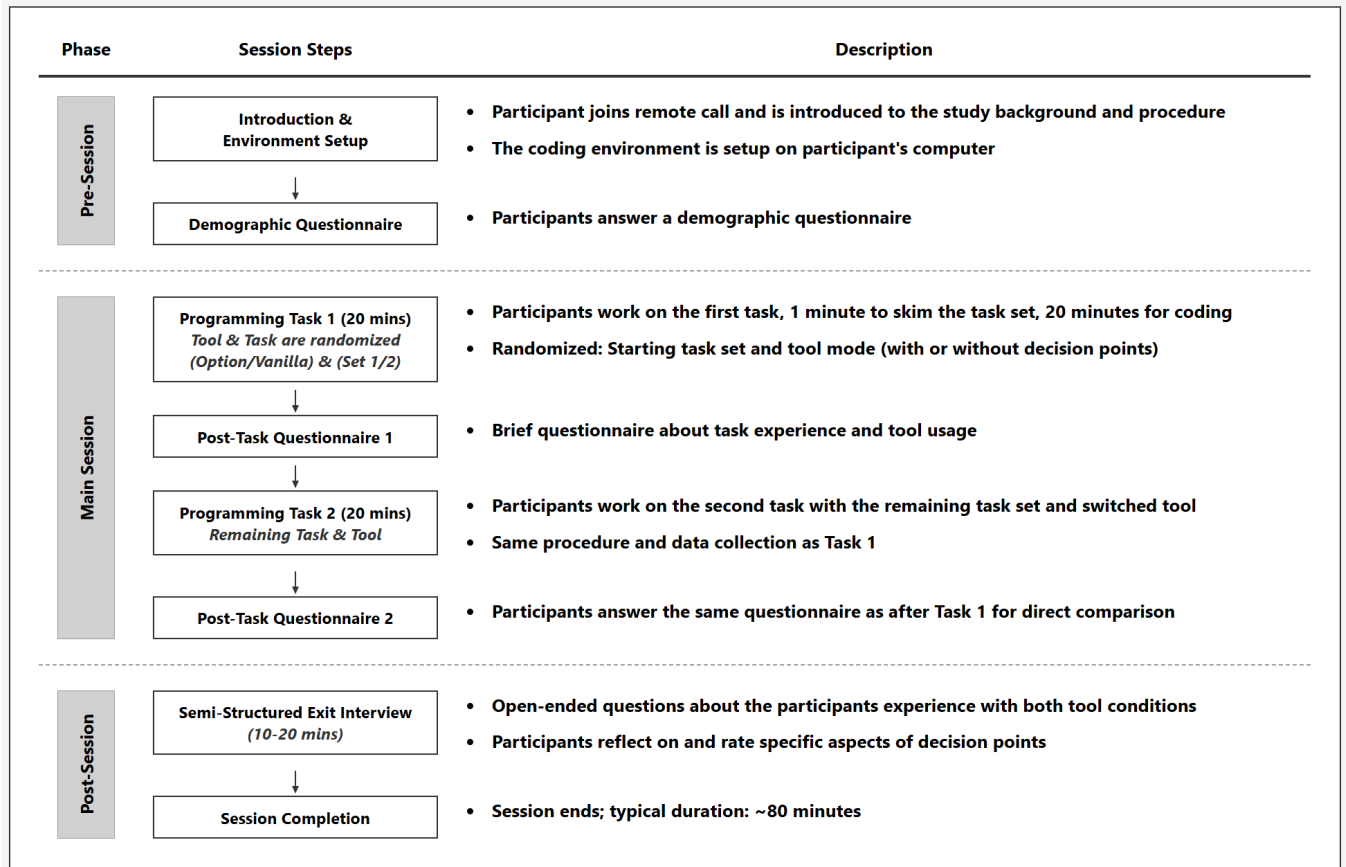 Phase Session Steps Description
Pre-Session
Introduction &
Environment Setup
• Participant joins remote call and is introduced to the study background and procedure
• The coding environment is setup on participant's computer
Demographic Questionnaire
• Participants answer a demographic questionnaire
Main Session
Programming Task 1 (20 mins)
Tool & Task are randomized
(Option/Vanilla) & (Set 1/2)
• Participants work on the first task, 1 minute to skim the task set, 20 minutes for coding
• Randomized: Starting task set and tool mode (with or without decision points)
Post-Task Questionnaire 1
• Brief questionnaire about task experience and tool usage
Programming Task 2 (20 mins)
Remaining Task & Tool
• Participants work on the second task with the remaining task set and switched tool
• Same procedure and data collection as Task 1
Post-Task Questionnaire 2
• Participants answer the same questionnaire as after Task 1 for direct comparison
Post-Session
Semi-Structured Exit Interview
(10-20 mins)
• Open-ended questions about the participants experience with both tool conditions
• Participants reflect on and rate specific aspects of decision points
Session Completion
• Session ends; typical duration: ~80 minutes